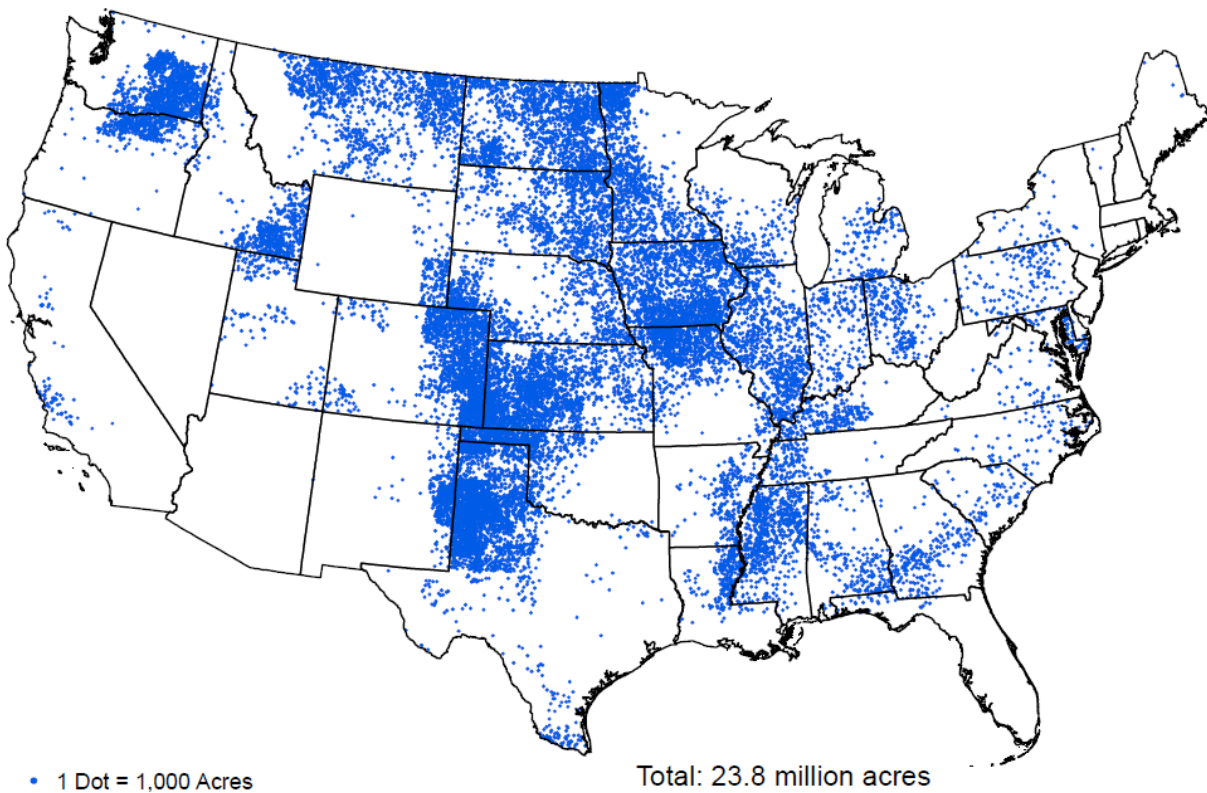 1 Dot = 1,000 Acres
Total: 23.8 million acres